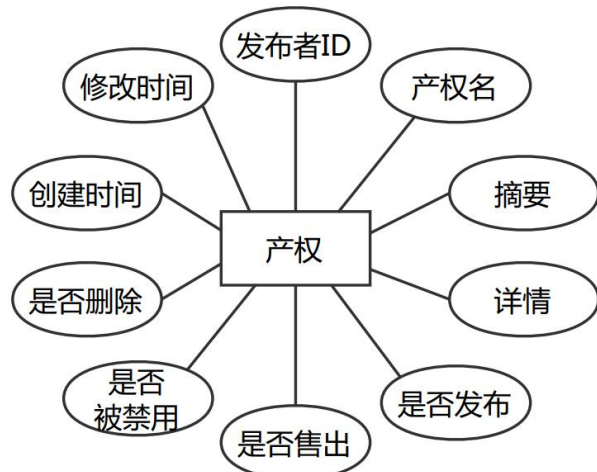 发布者ID
修改时间
产权名
创建时间
摘要
产权
是否删除
详情
是否
被禁用
是否发布
是否售出